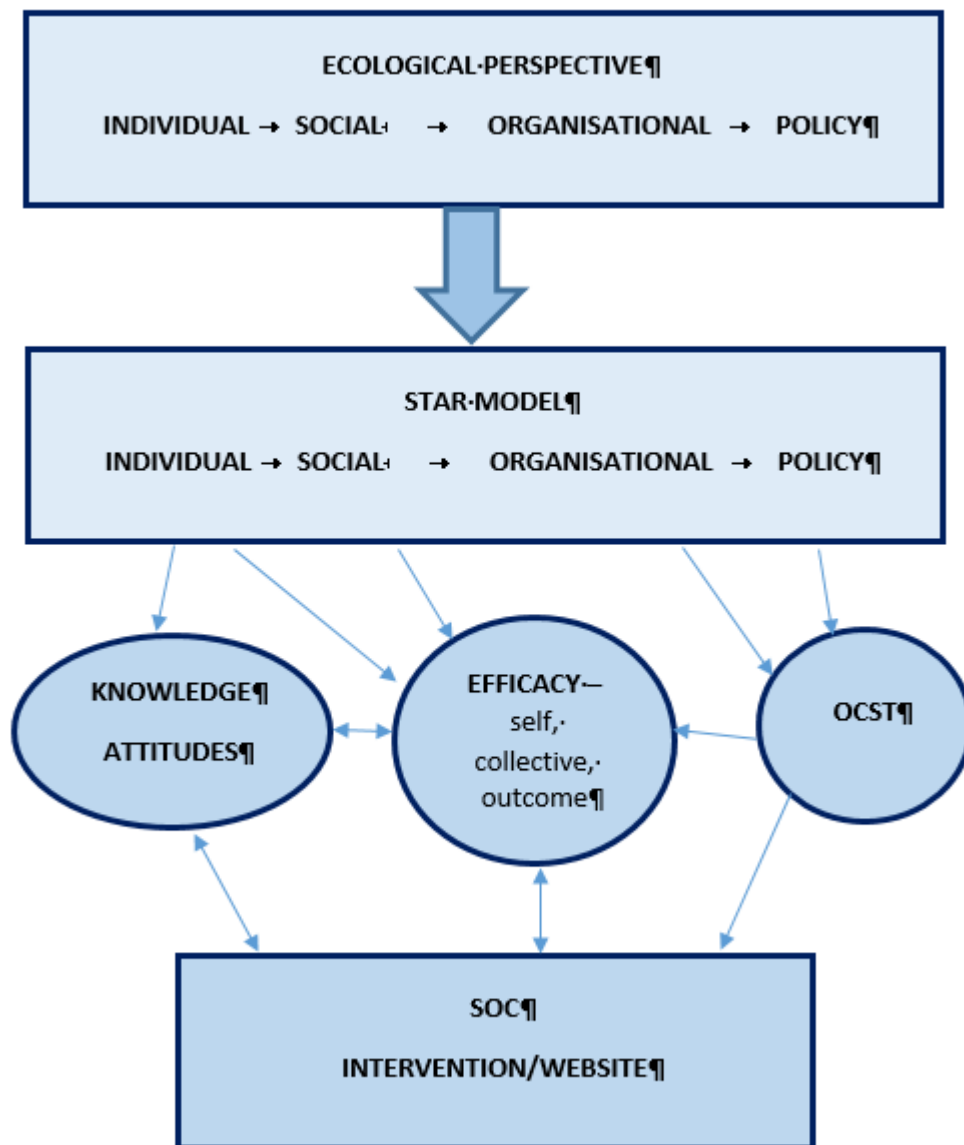 ECOLOGICAL·PERSPECTIVE¶
INDIVIDUAL → SOCIAL· → ORGANISATIONAL → POLICY¶
STAR·MODEL¶
INDIVIDUAL → SOCIAL· → ORGANISATIONAL → POLICY¶
KNOWLEDGE¶
ATTITUDES¶
EFFICACY·–
self,·
collective,·
outcome¶
OCST¶
SOC¶
INTERVENTION/WEBSITE¶